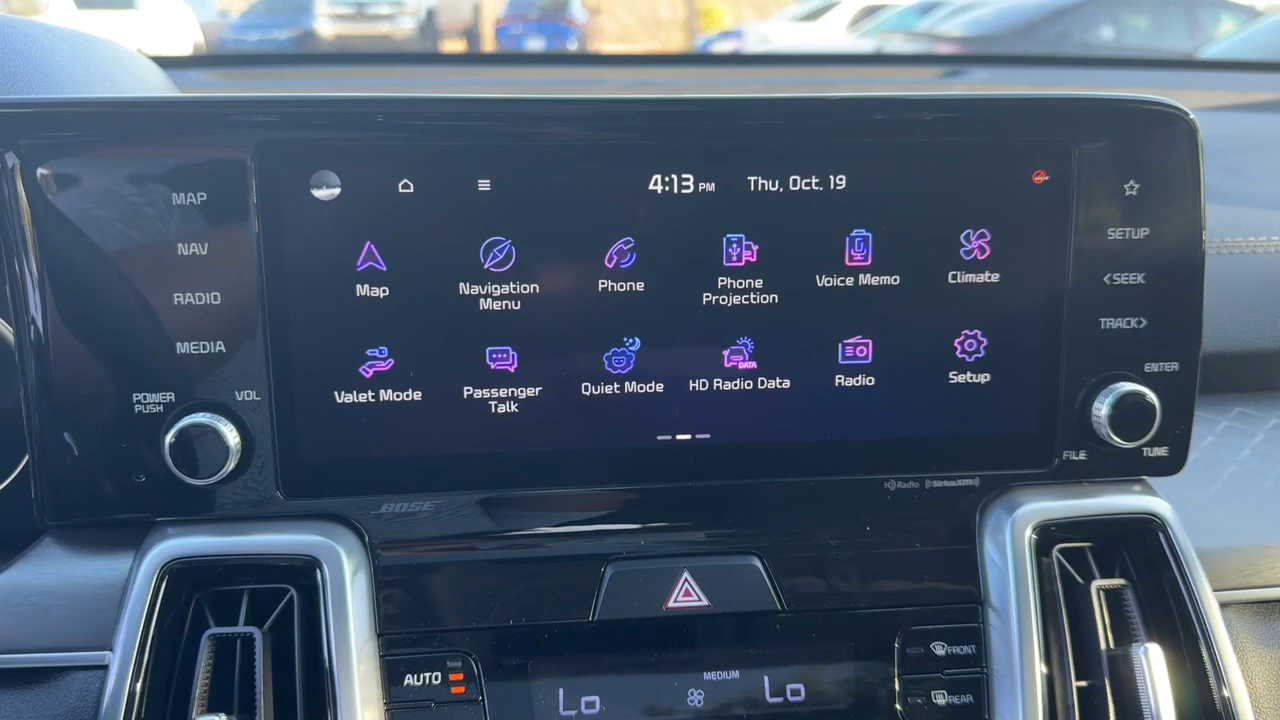 4:13 PM Thu, Oct. 19
MAP
NAV
RADIO
MEDIA
POWER
PUSH
VOL
Map
Navigation
Menu
Phone
Phone
Projection
Voice Memo
Climate
Valet Mode
Passenger
Talk
Quiet Mode
DATA
HD Radio Data
Radio
Setup
SETUP
<SEEK
TRACK>
ENTER
FILE
TUNE
HD Radio
((SiriusXM))
BOSE
AUTO
Lo
MEDIUM
Lo
FRONT
REAR